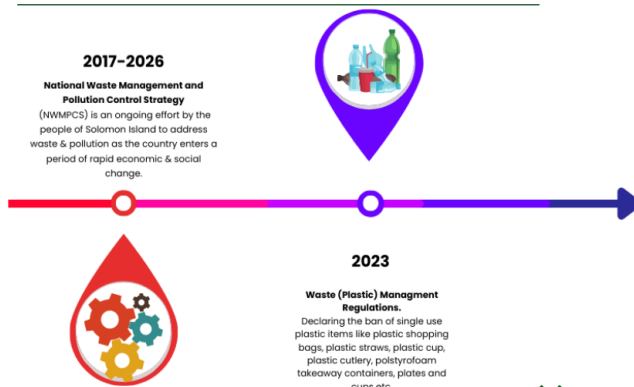 2017-2026
National Waste Management and
Pollution Control Strategy
(NWMPCS) is an ongoing effort by the
people of Solomon Island to address
waste & pollution as the country enters a
period of rapid economic & social
change.
2023
Waste (Plastic) Managment
Regulations.
Declaring the ban of single use
plastic items like plastic shopping
bags, plastic straws, plastic cup,
plastic cutlery, polstyrofoam
takeaway containers, plates and
cups etc